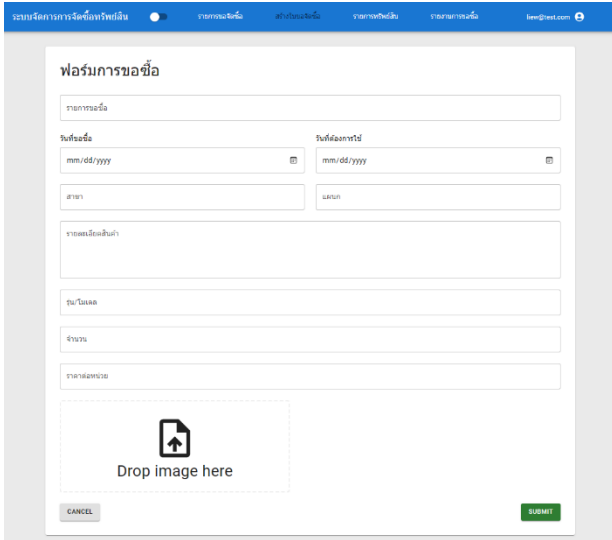 ระบบจัดการการจัดซื้อทรัพย์สิน
รายการขอจัดซื้อ
สร้างใบขอจัดซื้อ
รายการทรัพย์สิน
รายงานการขอซื้อ
liew@test.com
ฟอร์มการขอซื้อ
รายการขอซื้อ
วันที่ขอซื้อ วันที่ต้องการใช้
mm/dd/yyyy mm/dd/yyyy
สาขา แผนก
รายละเอียดสินค้า
รุ่น/โมเดล
จำนวน
ราคาต่อหน่วย
Drop image here
CANCEL SUBMIT